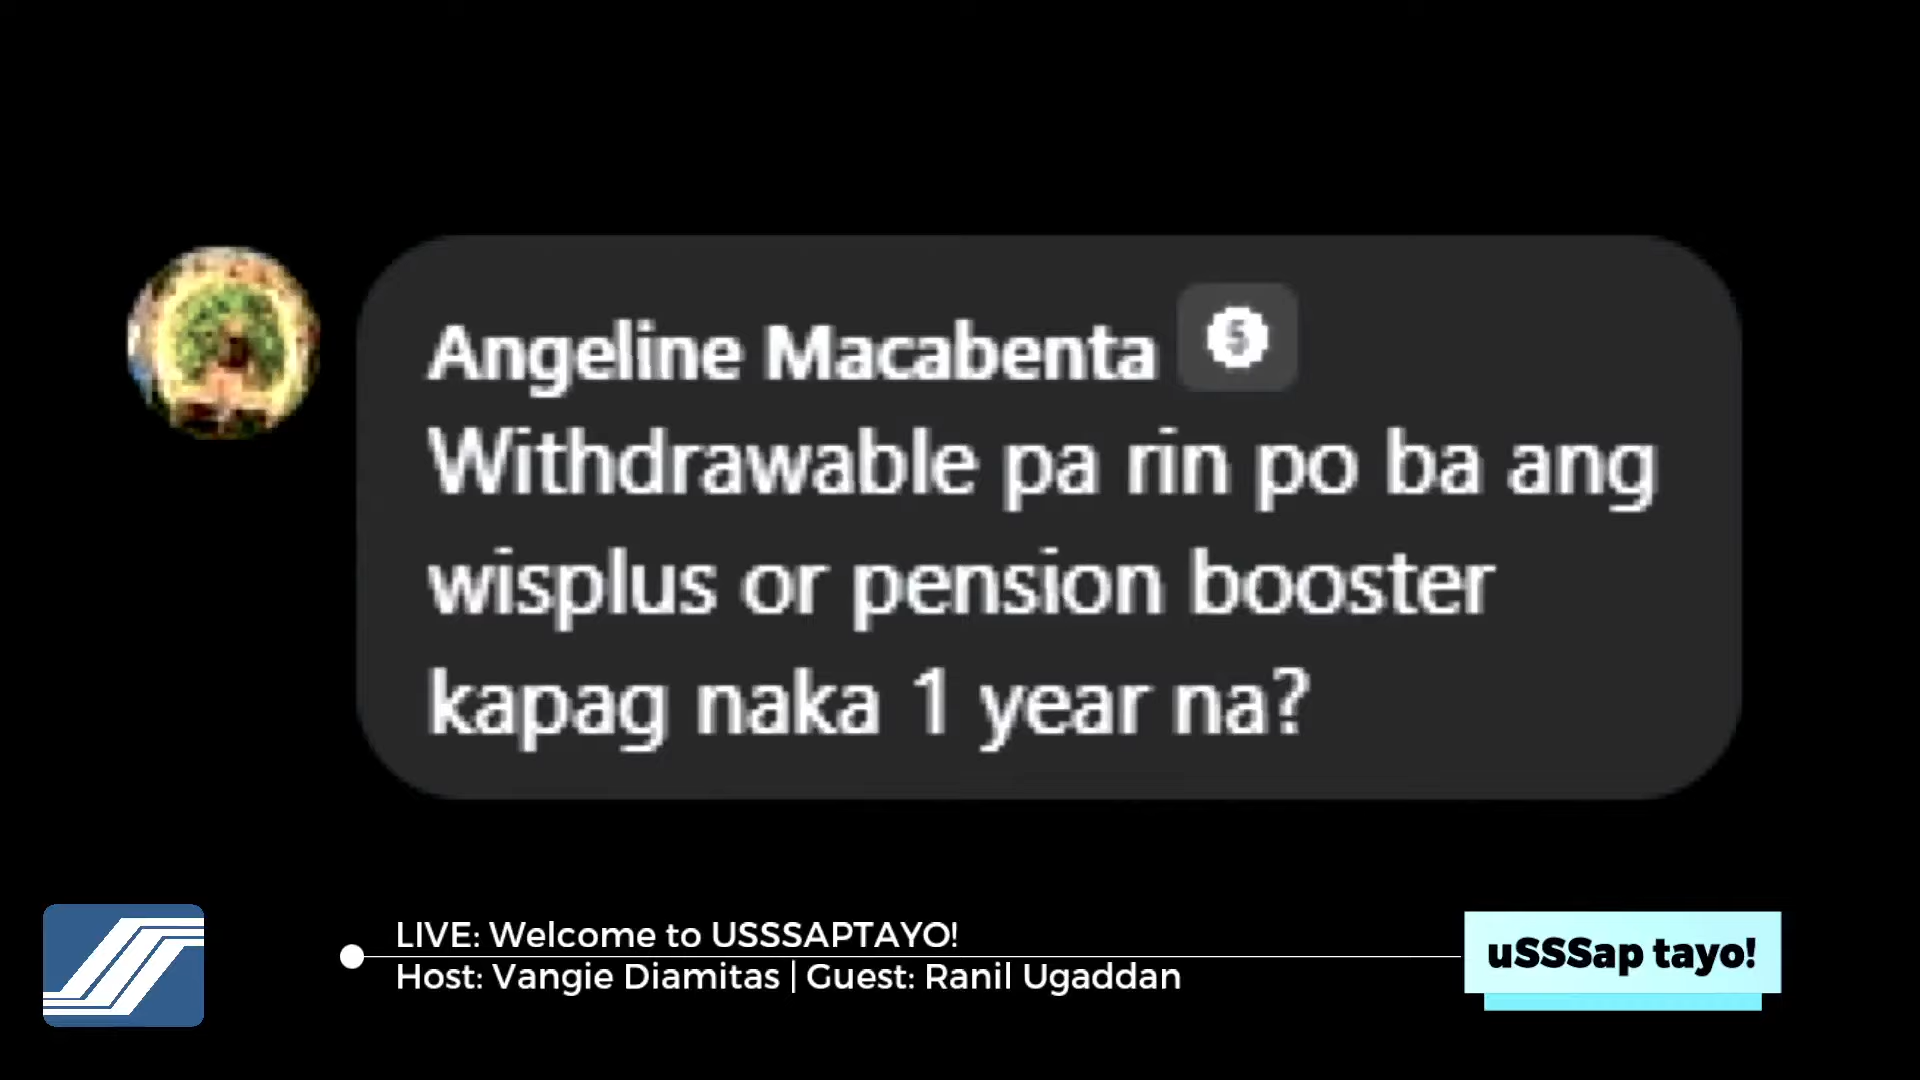 Angeline Macabenta 5
Withdrawable pa rin po ba ang
wisplus or pension booster
kapag naka 1 year na?
LIVE: Welcome to USSSAPTAYO!
Host: Vangie Diamitas | Guest: Ranil Ugaddan
uSSSap tayo!